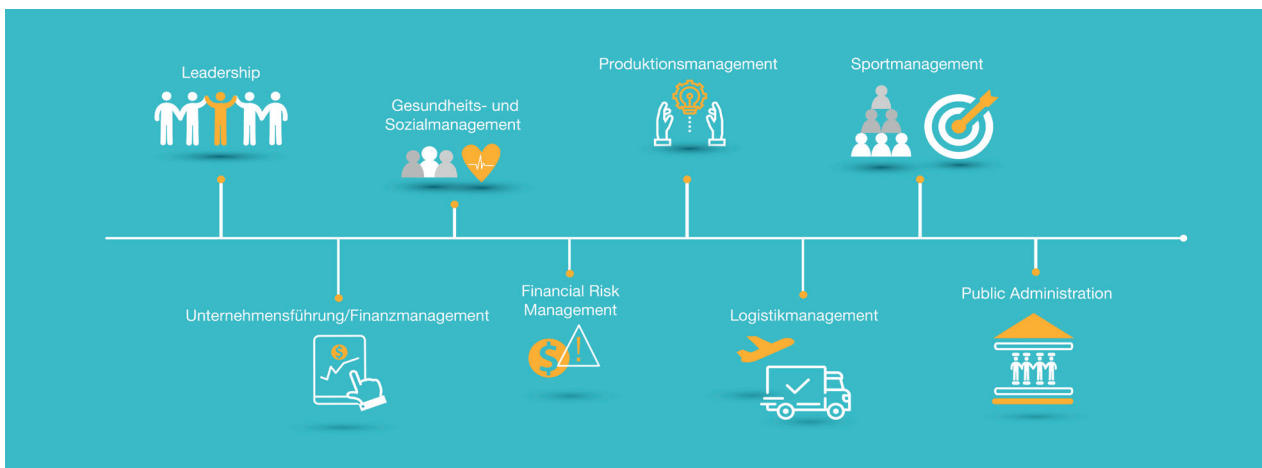 Leadership
Gesundheits- und
Sozialmanagement
Produktionsmanagement
Sportmanagement
Unternehmensführung/Finanzmanagement
Financial Risk
Management
Logistikmanagement
Public Administration
$
$
!